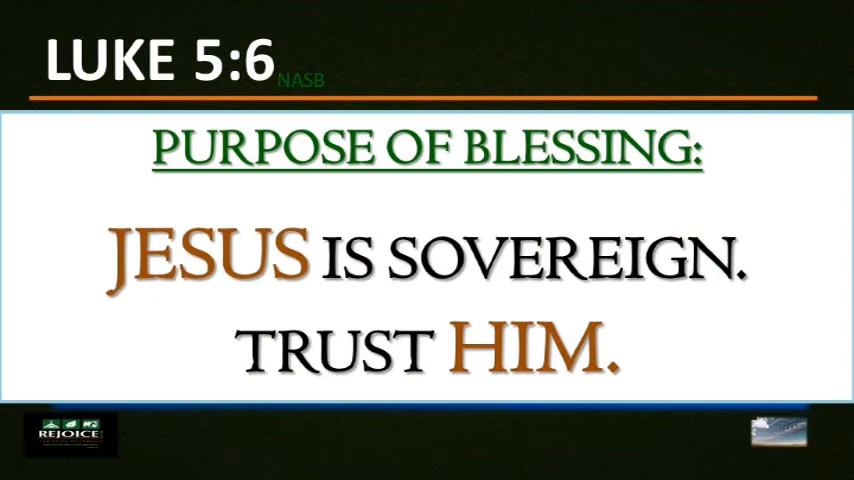 LUKE 5:6 NASB
PURPOSE OF BLESSING:
JESUS IS SOVEREIGN.
TRUST HIM.
REJOICE